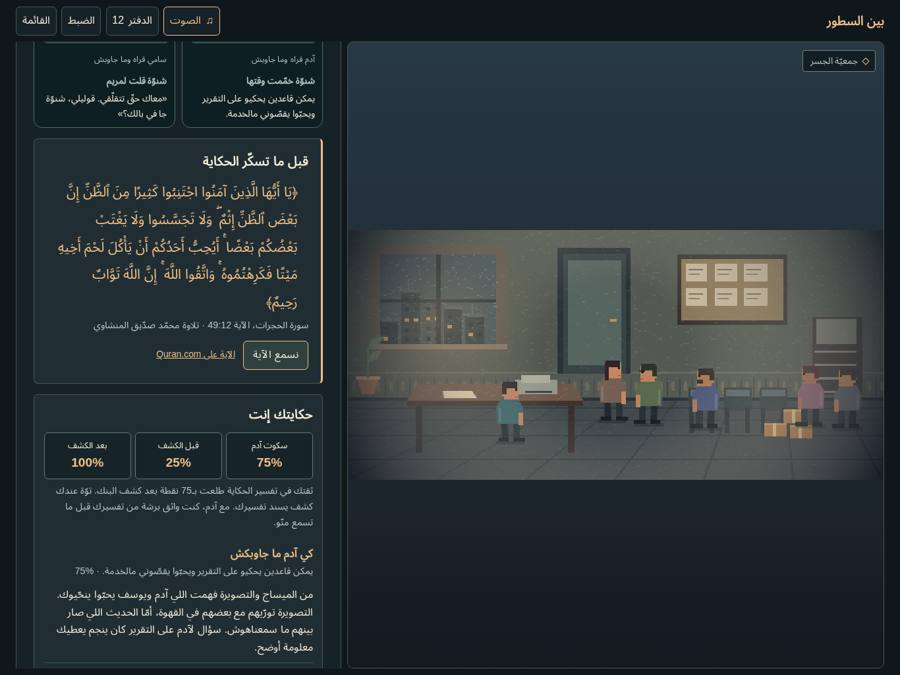 بين السطور
♫ الصوت
الدفتر 12
الضبط
القائمة
◇ جمعيّة الجسر
آدم قراه وما جاوبش
شنوّة خمّمت وقتها
يمكن قاعدين يحكيو على التقرير
ويحبّوا يقصّوني مالخدمة.
سامي قراه وما جاوبش
شنوّة قلت لمريم
«معاك حقّ تتقلّقي. قوليلي، شنوّة
جا في بالك؟»
قبل ما تسكّر الحكاية
﴿يَا أَيُّهَا الَّذِينَ آمَنُوا اجْتَنِبُوا كَثِيرًا مِنَ ٱلظَّنِّ إِنَّ
بَعْضَ ٱلظَّنِّ إِثْمٌ ۖ وَلَا تَجَسَّسُوا وَلَا يَغْتَبْ
بَعْضُكُمْ بَعْضًا ۚ أَيُحِبُّ أَحَدُكُمْ أَنْ يَأْكُلَ لَحْمَ أَخِيهِ
مَيْتًا فَكَرِهْتُمُوهُ ۚ وَاتَّقُوا اللَّهَ ۚ إِنَّ اللَّهَ تَوَّابٌ
رَحِيمٌ﴾
سورة الحجرات، الآية 49:12 · تلاوة محمّد صدّيق المنشاوي
نسمع الآية
الآية على Quran.com
حكايتك إنت
سكوت آدم
75%
قبل الكشف
25%
بعد الكشف
100%
ثقتك في تفسير الحكاية طلعت بـ75 نقطة بعد كشف البنك. توّة عندك
كشف يسند تفسيرك. مع آدم، كنت واثق برشة من تفسيرك قبل ما
تسمع منّو.
كي آدم ما جاوبكش
يمكن قاعدين يحكيو على التقرير ويحبّوا يقصّوني مالخدمة. · 75%
من الميساج والتصويرة فهمت اللي آدم ويوسف يحبّوا ينحّيوك.
التصويرة تورّيهم مع بعضهم في القهوة، أمّا الحديث اللي صار
بينهم ما سمعناهوش. سؤال لآدم على التقرير كان ينجم يعطيك
معلومة أوضح.